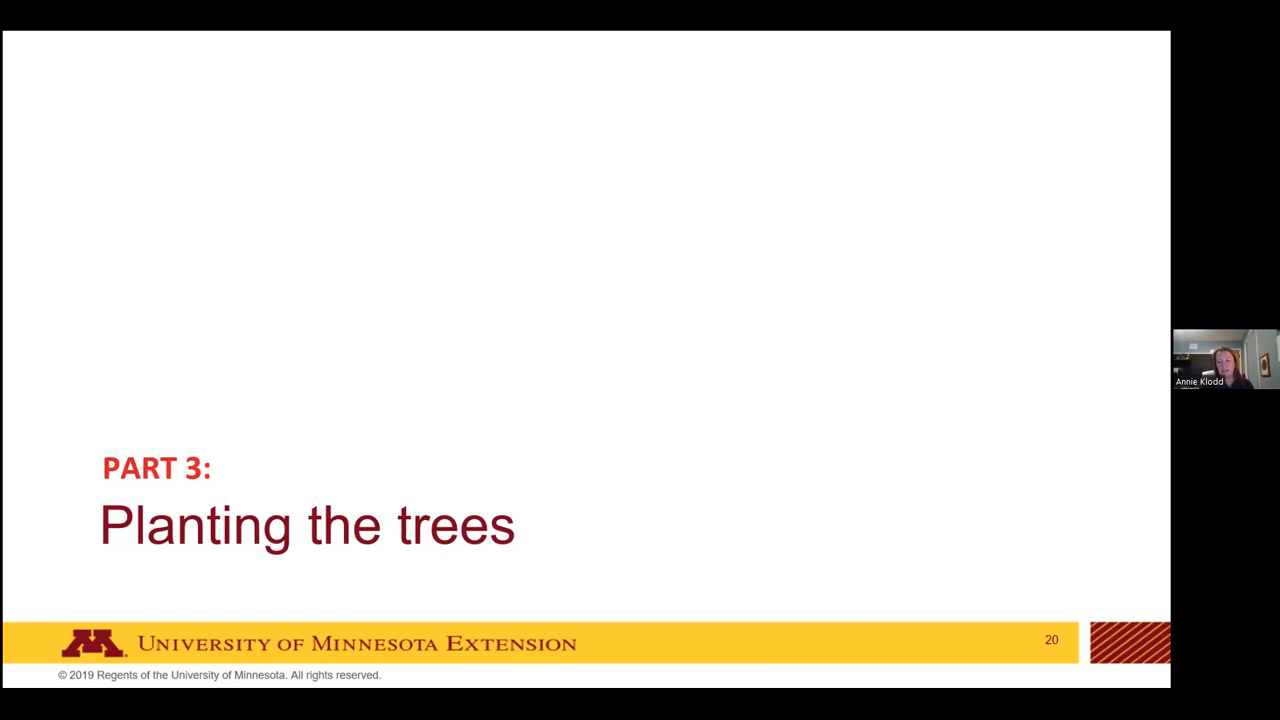 Annie Klodd
PART 3:
Planting the trees
UNIVERSITY OF MINNESOTA EXTENSION
20
© 2019 Regents of the University of Minnesota. All rights reserved.